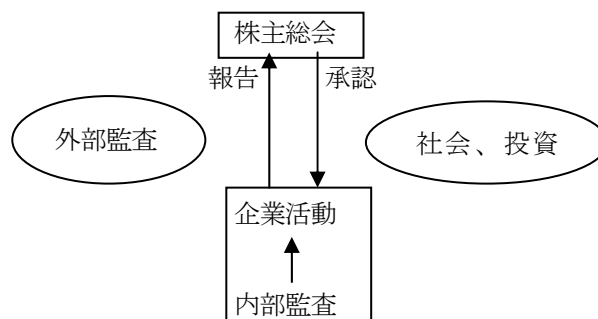 株主総会
報告
承認
外部監査
社会、投資
企業活動
内部監査